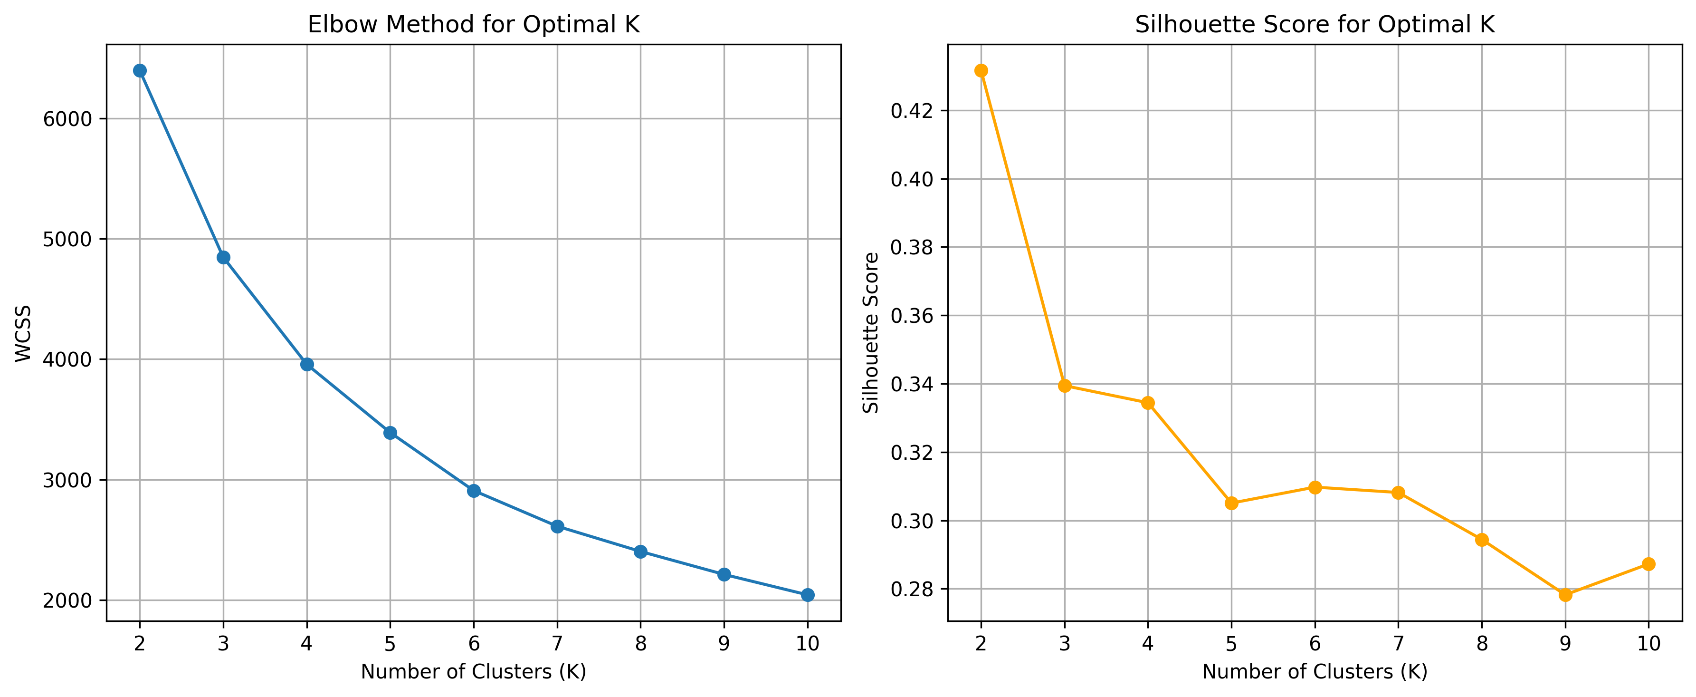 Elbow Method for Optimal K
WCSS
6000
5000
4000
3000
2000
2 3 4 5 6 7 8 9 10
Number of Clusters (K)
Silhouette Score for Optimal K
Silhouette Score
0.42
0.40
0.38
0.36
0.34
0.32
0.30
0.28
2 3 4 5 6 7 8 9 10
Number of Clusters (K)